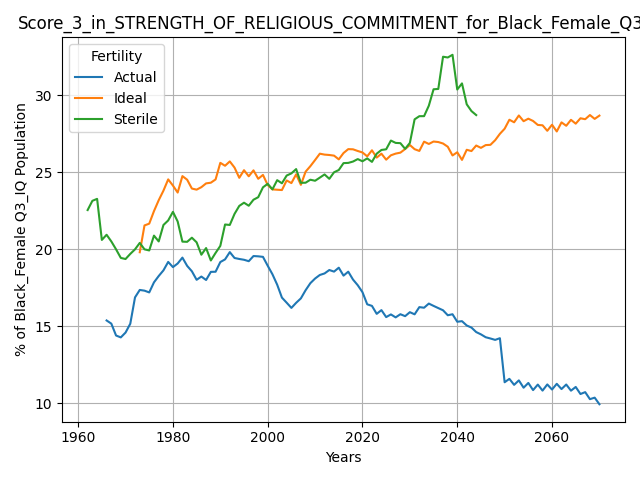 Score_3_in_STRENGTH_OF_RELIGIOUS_COMMITMENT_for_Black_Female_Q3
Fertility
Actual
Ideal
Sterile
% of Black_Female Q3_IQ Population
30
25
20
15
10
1960
1980
2000
2020
2040
2060
Years